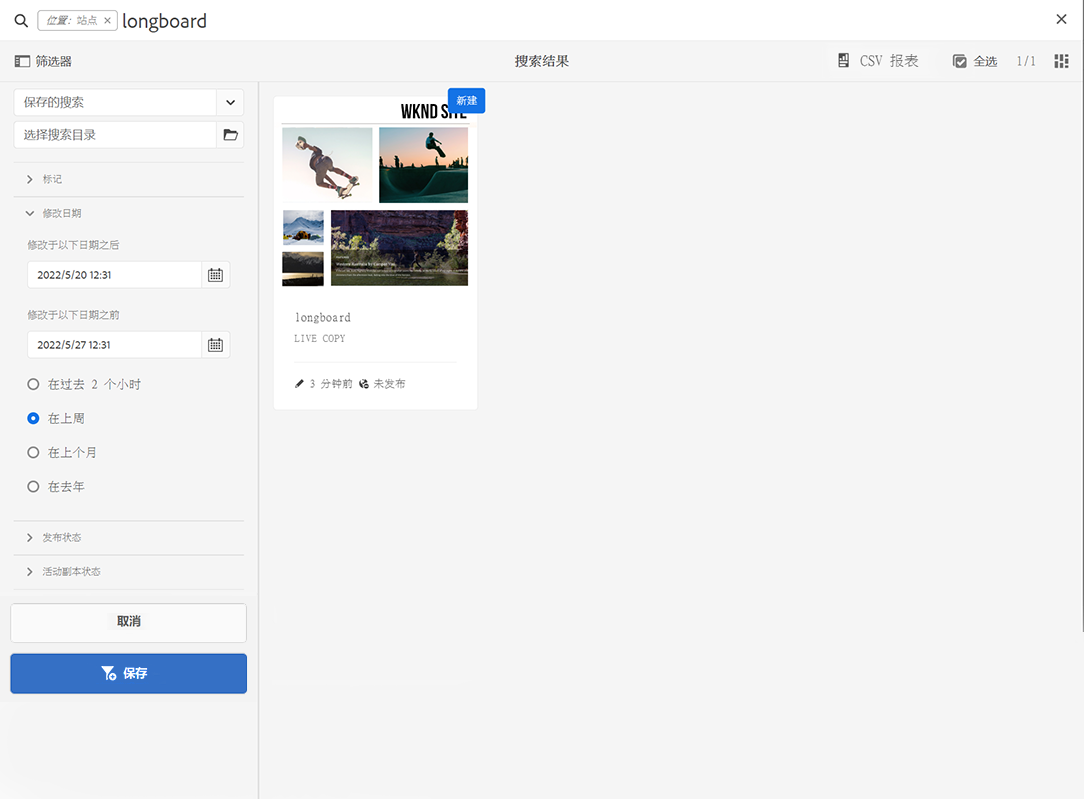 位置: 站点 × longboard
筛选器
搜索结果
CSV 报表
全选
1/1
保存的搜索
选择搜索目录
标记
修改日期
修改于以下日期之后
2022/5/20 12:31
修改于以下日期之前
2022/5/27 12:31
在过去 2 个小时
在上周
在上个月
在去年
发布状态
活动副本状态
取消
保存
新建
WKND SITE
longboard
LIVE COPY
3 分钟前 未发布